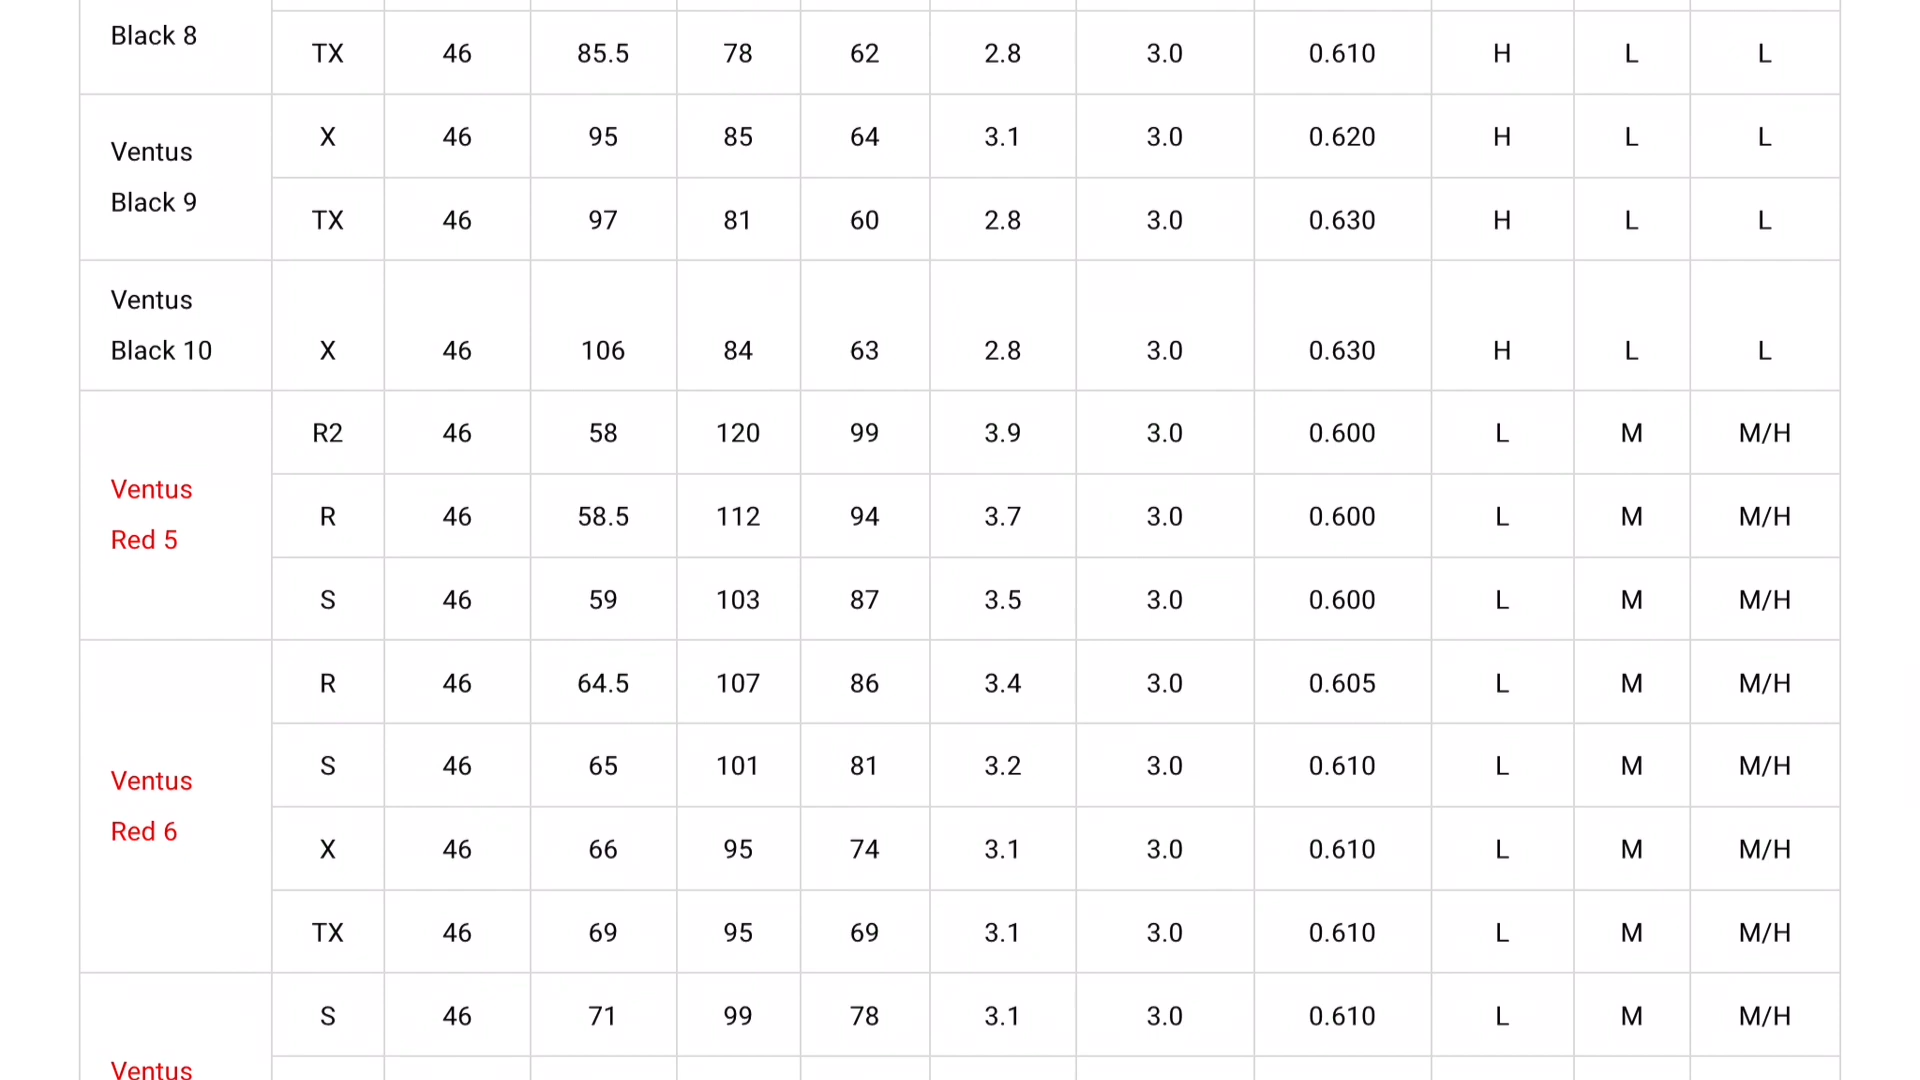 Black 8
TX 46 85.5 78 62 2.8 3.0 0.610 H L L
Ventus
Black 9
X 46 95 85 64 3.1 3.0 0.620 H L L
TX 46 97 81 60 2.8 3.0 0.630 H L L
Ventus
Black 10 X 46 106 84 63 2.8 3.0 0.630 H L L
Ventus
Red 5
R2 46 58 120 99 3.9 3.0 0.600 L M M/H
R 46 58.5 112 94 3.7 3.0 0.600 L M M/H
S 46 59 103 87 3.5 3.0 0.600 L M M/H
Ventus
Red 6
R 46 64.5 107 86 3.4 3.0 0.605 L M M/H
S 46 65 101 81 3.2 3.0 0.610 L M M/H
X 46 66 95 74 3.1 3.0 0.610 L M M/H
TX 46 69 95 69 3.1 3.0 0.610 L M M/H
Ventus
S 46 71 99 78 3.1 3.0 0.610 L M M/H